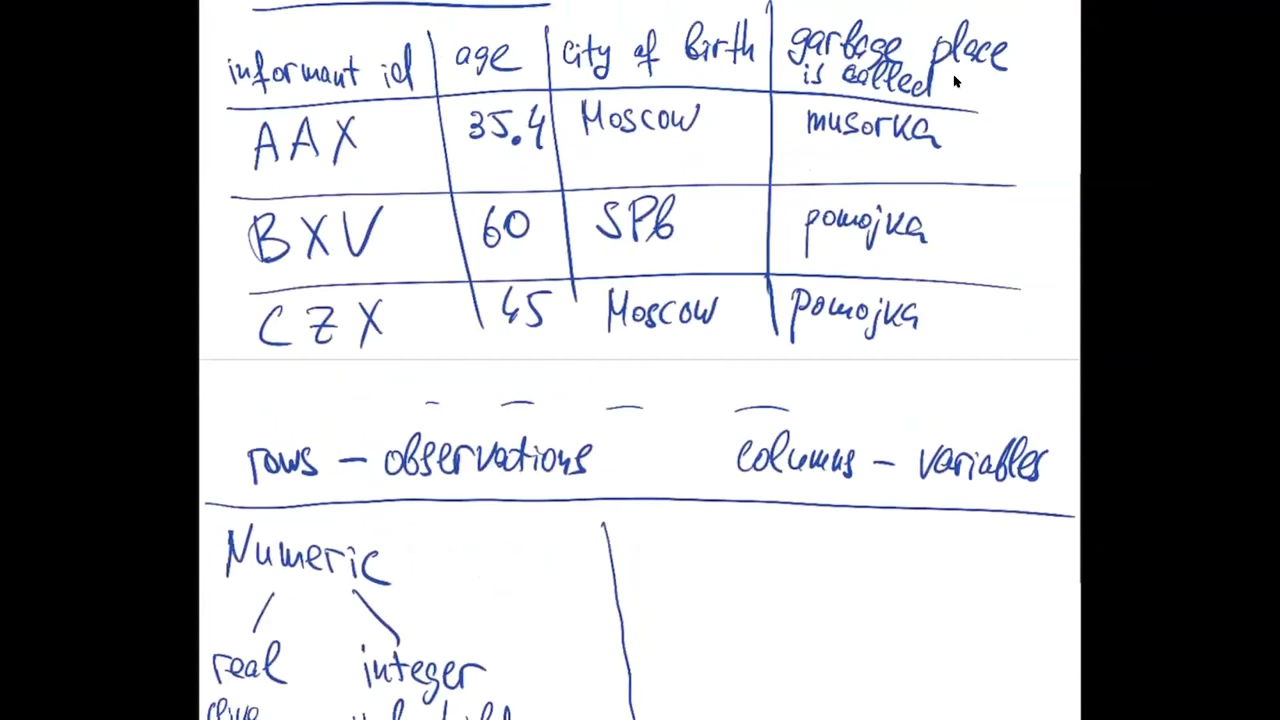 informant id age city of birth garbage place
is called
AAX 35.4 Moscow musorka
BXV 60 SPb pomojka
CZX 45 Moscow pomojka
rows – observations columns – variables
Numeric
real integer